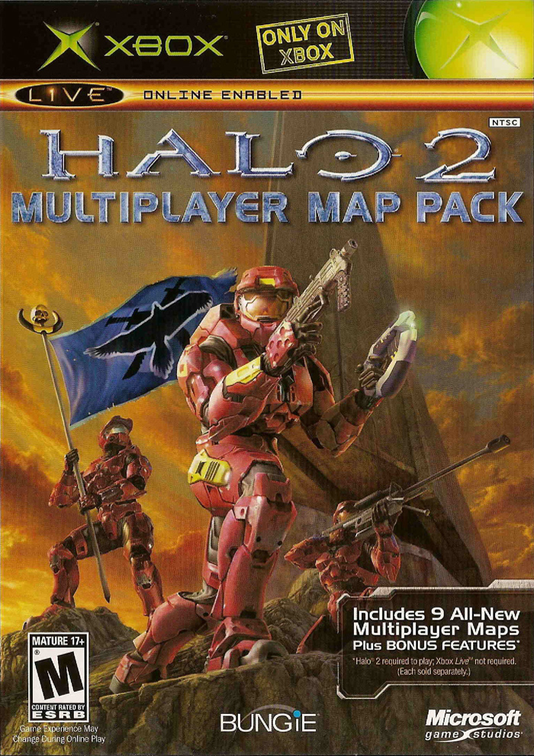 XBOX
ONLY ON
XBOX
LIVE ONLINE ENABLED
NTSC
HALO 2
MULTIPLAYER MAP PACK
Includes 9 All-New
Multiplayer Maps
Plus BONUS FEATURES*
*Halo® 2 required to play; Xbox Live™ not required.
(Each sold separately.)
MATURE 17+
M
®
CONTENT RATED BY
ESRB
Game Experience May
Change During Online Play
BUNGiE
Microsoft
game studios™